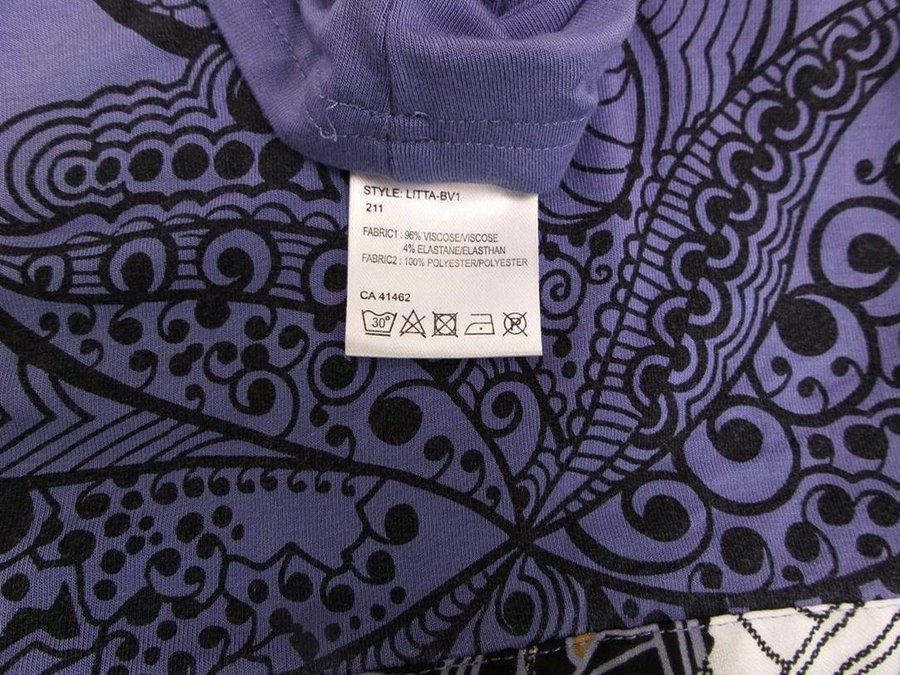 STYLE: LITTA-BV1
211
FABRIC1 : 96% VISCOSE/VISCOSE
4% ELASTANE/ELASTHAN
FABRIC2 : 100% POLYESTER/POLYESTER
CA 41462
30°